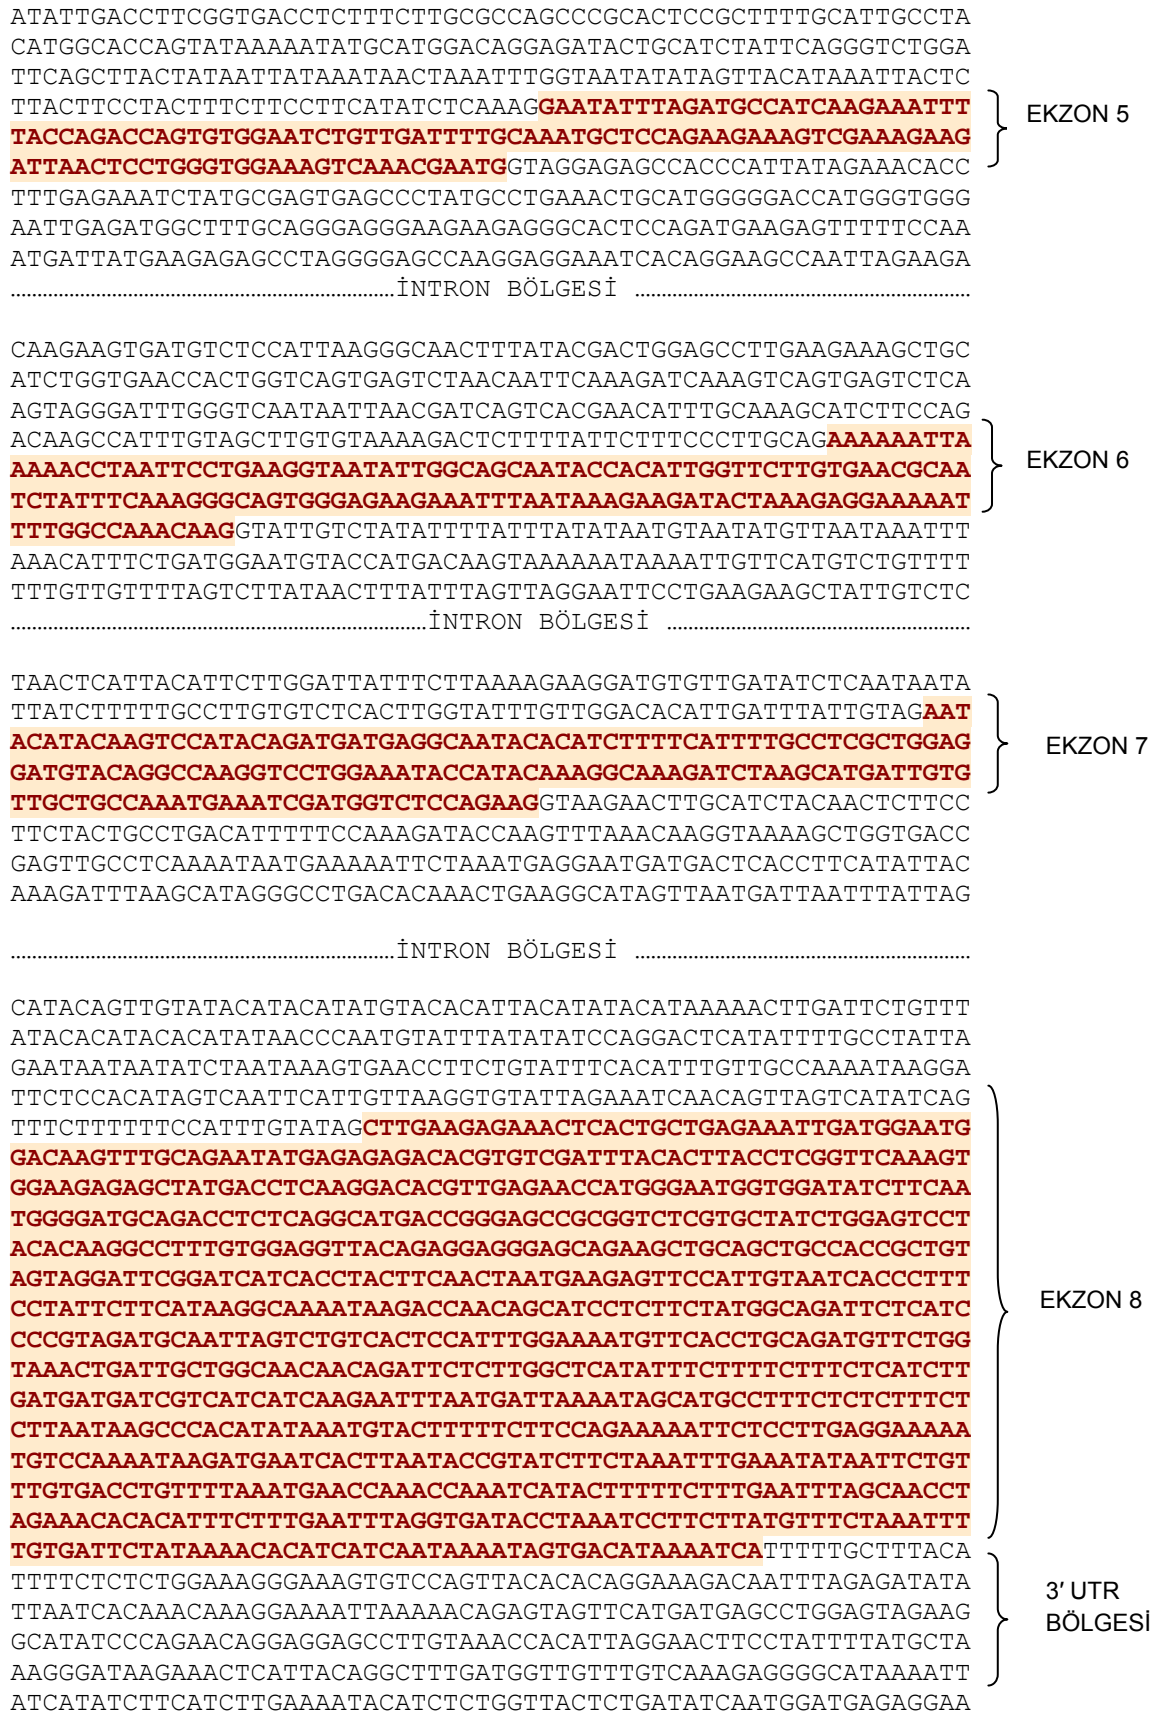 ATATTGACCTTCGGTGACCTCTTTCTTGCGCCAGCCCGCACTCCGCTTTTGCATTGCCTA
CATGGCACCAGTATAAAAATATGCATGGACAGGAGATACTGCATCTATTCAGGGTCTGGA
TTCAGCTTACTATAATTATAAATAACTAAATTTGGTAATATATAGTTACATAAATTACTC
TTACTTCCTACTTTCTTCCTTCATATCTCAAAGGAATATTTAGATGCCATCAAGAAATTT
EKZON 5
TACCAGACCAGTGTGGAATCTGTTGATTTTGCAAATGCTCCAGAAGAAAGTCGAAAGAAG
ATTAACTCCTGGGTGGAAAGTCAAACGAATGGTAGGAGAGCCACCCATTATAGAAACACC
TTTGAGAAATCTATGCGAGTGAGCCCTATGCCTGAAACTGCATGGGGGACCATGGGTGGG
AATTGAGATGGCTTTGCAGGGAGGGAAGAAGAGGGCACTCCAGATGAAGAGTTTTTCCAA
ATGATTATGAAGAGAGCCTAGGGGAGCCAAGGAGGAAATCACAGGAAGCCAATTAGAAGA
................................İNTRON BÖLGESİ ................................
CAAGAAGTGATGTCTCCATTAAGGGCAACTTTATACGACTGGAGCCTTGAAGAAAGCTGC
ATCTGGTGAACCACTGGTCAGTGAGTCTAACAATTCAAAGATCAAAGTCAGTGAGTCTCA
AGTAGGGATTTGGGTCAATAATTAACGATCAGTCACGAACATTTGCAAAGCATCTTCCAG
ACAAGCCATTTGTAGCTTGTGTAAAAGACTCTTTTATTCTTTCCCTTGCAGAAAAAATTA
EKZON 6
AAAACCTAATTCCTGAAGGTAATATTGGCAGCAATACCACATTGGTTCTTGTGAACGCAA
TCTATTTCAAAGGGCAGTGGGAGAAGAAATTTAATAAAGAAGATACTAAAGAGGAAAAAT
TTTGGCCAAACAAGGTATTGTCTATATTTTATTTATATAATGTAATATGTTAATAAATTT
AAACATTTCTGATGGAATGTACCATGACAAGTAAAAAATAAAATTGTTCATGTCTGTTTT
TTTGTTGTTTTAGTCTTATAACTTTATTTAGTTAGGAATTCCTGAAGAAGCTATTGTCTC
................................İNTRON BÖLGESİ ................................
TAACTCATTACATTCTTGGATTATTTCTTAAAAGAAGGATGTGTTGATATCTCAATAATA
TTATCTTTTTGCCTTGTGTCTCACTTGGTATTTGTTGGACACATTGATTTATTGTAGAAT
ACATACAAGTCCATACAGATGATGAGGCAATACACATCTTTTCATTTTGCCTCGCTGGAG
EKZON 7
GATGTACAGGCCAAGGTCCTGGAAATACCATACAAAGGCAAAGATCTAAGCATGATTGTG
TTGCTGCCAAATGAAATCGATGGTCTCCAGAAGGTAAGAACTTGCATCTACAACTCTTCC
TTCTACTGCCTGACATTTTTCCAAAGATACCAAGTTTAAACAAGGTAAAAGCTGGTGACC
GAGTTGCCTCAAAATAATGAAAAATTCTAAATGAGGAATGATGACTCACCTTCATATTAC
AAAGATTTAAGCATAGGGCCTGACACAAACTGAAGGCATAGTTAATGATTAATTTATTAG
................................İNTRON BÖLGESİ ................................
CATACAGTTGTATACATACATATGTACACATTACATATACATAAAAACTTGATTCTGTTT
ATACACATACACATATAACCCAATGTATTTATATATCCAGGACTCATATTTTGCCTATTA
GAATAATAATATCTAATAAAGTGAACCTTCTGTATTTCACATTTGTTGCCAAAATAAGGA
TTCTCCACATAGTCAATTCATTGTTAAGGTGTATTAGAAATCAACAGTTAGTCATATCAG
TTTCTTTTTTCCATTTGTATAGCTTGAAGAGAAACTCACTGCTGAGAAATTGATGGAATG
GACAAGTTTGCAGAATATGAGAGAGACACGTGTCGATTTACACTTACCTCGGTTCAAAGT
GGAAGAGAGCTATGACCTCAAGGACACGTTGAGAACCATGGGAATGGTGGATATCTTCAA
TGGGGATGCAGACCTCTCAGGCATGACCGGGAGCCGCGGTCTCGTGCTATCTGGAGTCCT
ACACAAGGCCTTTGTGGAGGTTACAGAGGAGGGAGCAGAAGCTGCAGCTGCCACCGCTGT
AGTAGGATTCGGATCATCACCTACTTCAACTAATGAAGAGTTCCATTGTAATCACCCTTT
CCTATTCTTCATAAGGCAAAATAAGACCAACAGCATCCTCTTCTATGGCAGATTCTCATC
EKZON 8
CCCGTAGATGCAATTAGTCTGTCACTCCATTTGGAAAATGTTCACCTGCAGATGTTCTGG
TAAACTGATTGCTGGCAACAACAGATTCTCTTGGCTCATATTTCTTTTCTTTCTCATCTT
GATGATGATCGTCATCATCAAGAATTTAATGATTAAAATAGCATGCCTTTCTCTCTTTCT
CTTAATAAGCCCACATATAAATGTACTTTTTCTTCCAGAAAAATTCTCCTTGAGGAAAAA
TGTCCAAAATAAGATGAATCACTTAATACCGTATCTTCTAAATTTGAAATATAATTCTGT
TTGTGACCTGTTTTAAATGAACCAAACCAAATCATACTTTTTCTTTGAATTTAGCAACCT
AGAAACACACATTTCTTTGAATTTAGGTGATACCTAAATCCTTCTTATGTTTCTAAATTT
TGTGATTCTATAAAACACATCATCAATAAAATAGTGACATAAAATCATTTTTGCTTTACA
TTTTCTCTCTGGAAAGGGAAAGTGTCCAGTTACACACAGGAAAGACAATTTAGAGATATA
3′ UTR
TTAATCACAAACAAAGGAAAATTAAAAACAGAGTAGTTCATGATGAGCCTGGAGTAGAAG
BÖLGESİ
GCATATCCCAGAACAGGAGGAGCCTTGTAAACCACATTAGGAACTTCCTATTTTATGCTA
AAGGGATAAGAAACTCATTACAGGCTTTGATGGTTGTTTGTCAAAGAGGGGCATAAAATT
ATCATATCTTCATCTTGAAAATACATCTCTGGTTACTCTGATATCAATGGATGAGAGGAA